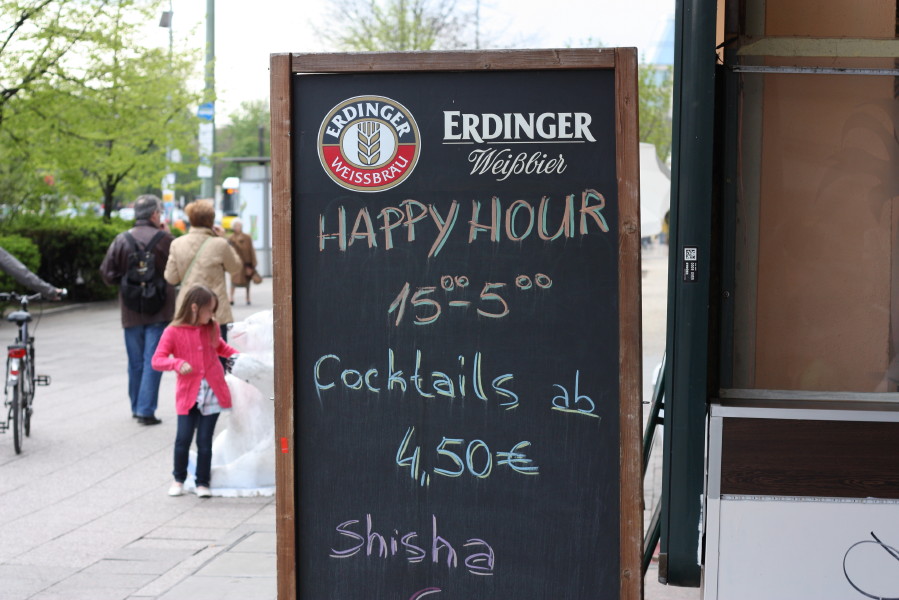 ERDINGER
WEISSBRÄU
ERDINGER
Weißbier
HAPPY HOUR
15⁰⁰-5⁰⁰
Cocktails ab
4,50€
Shisha